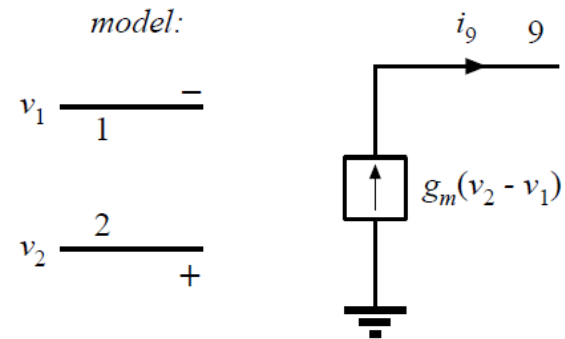 model:
i9 9
v1 −
1
gm(v2 - v1)
2
v2
+